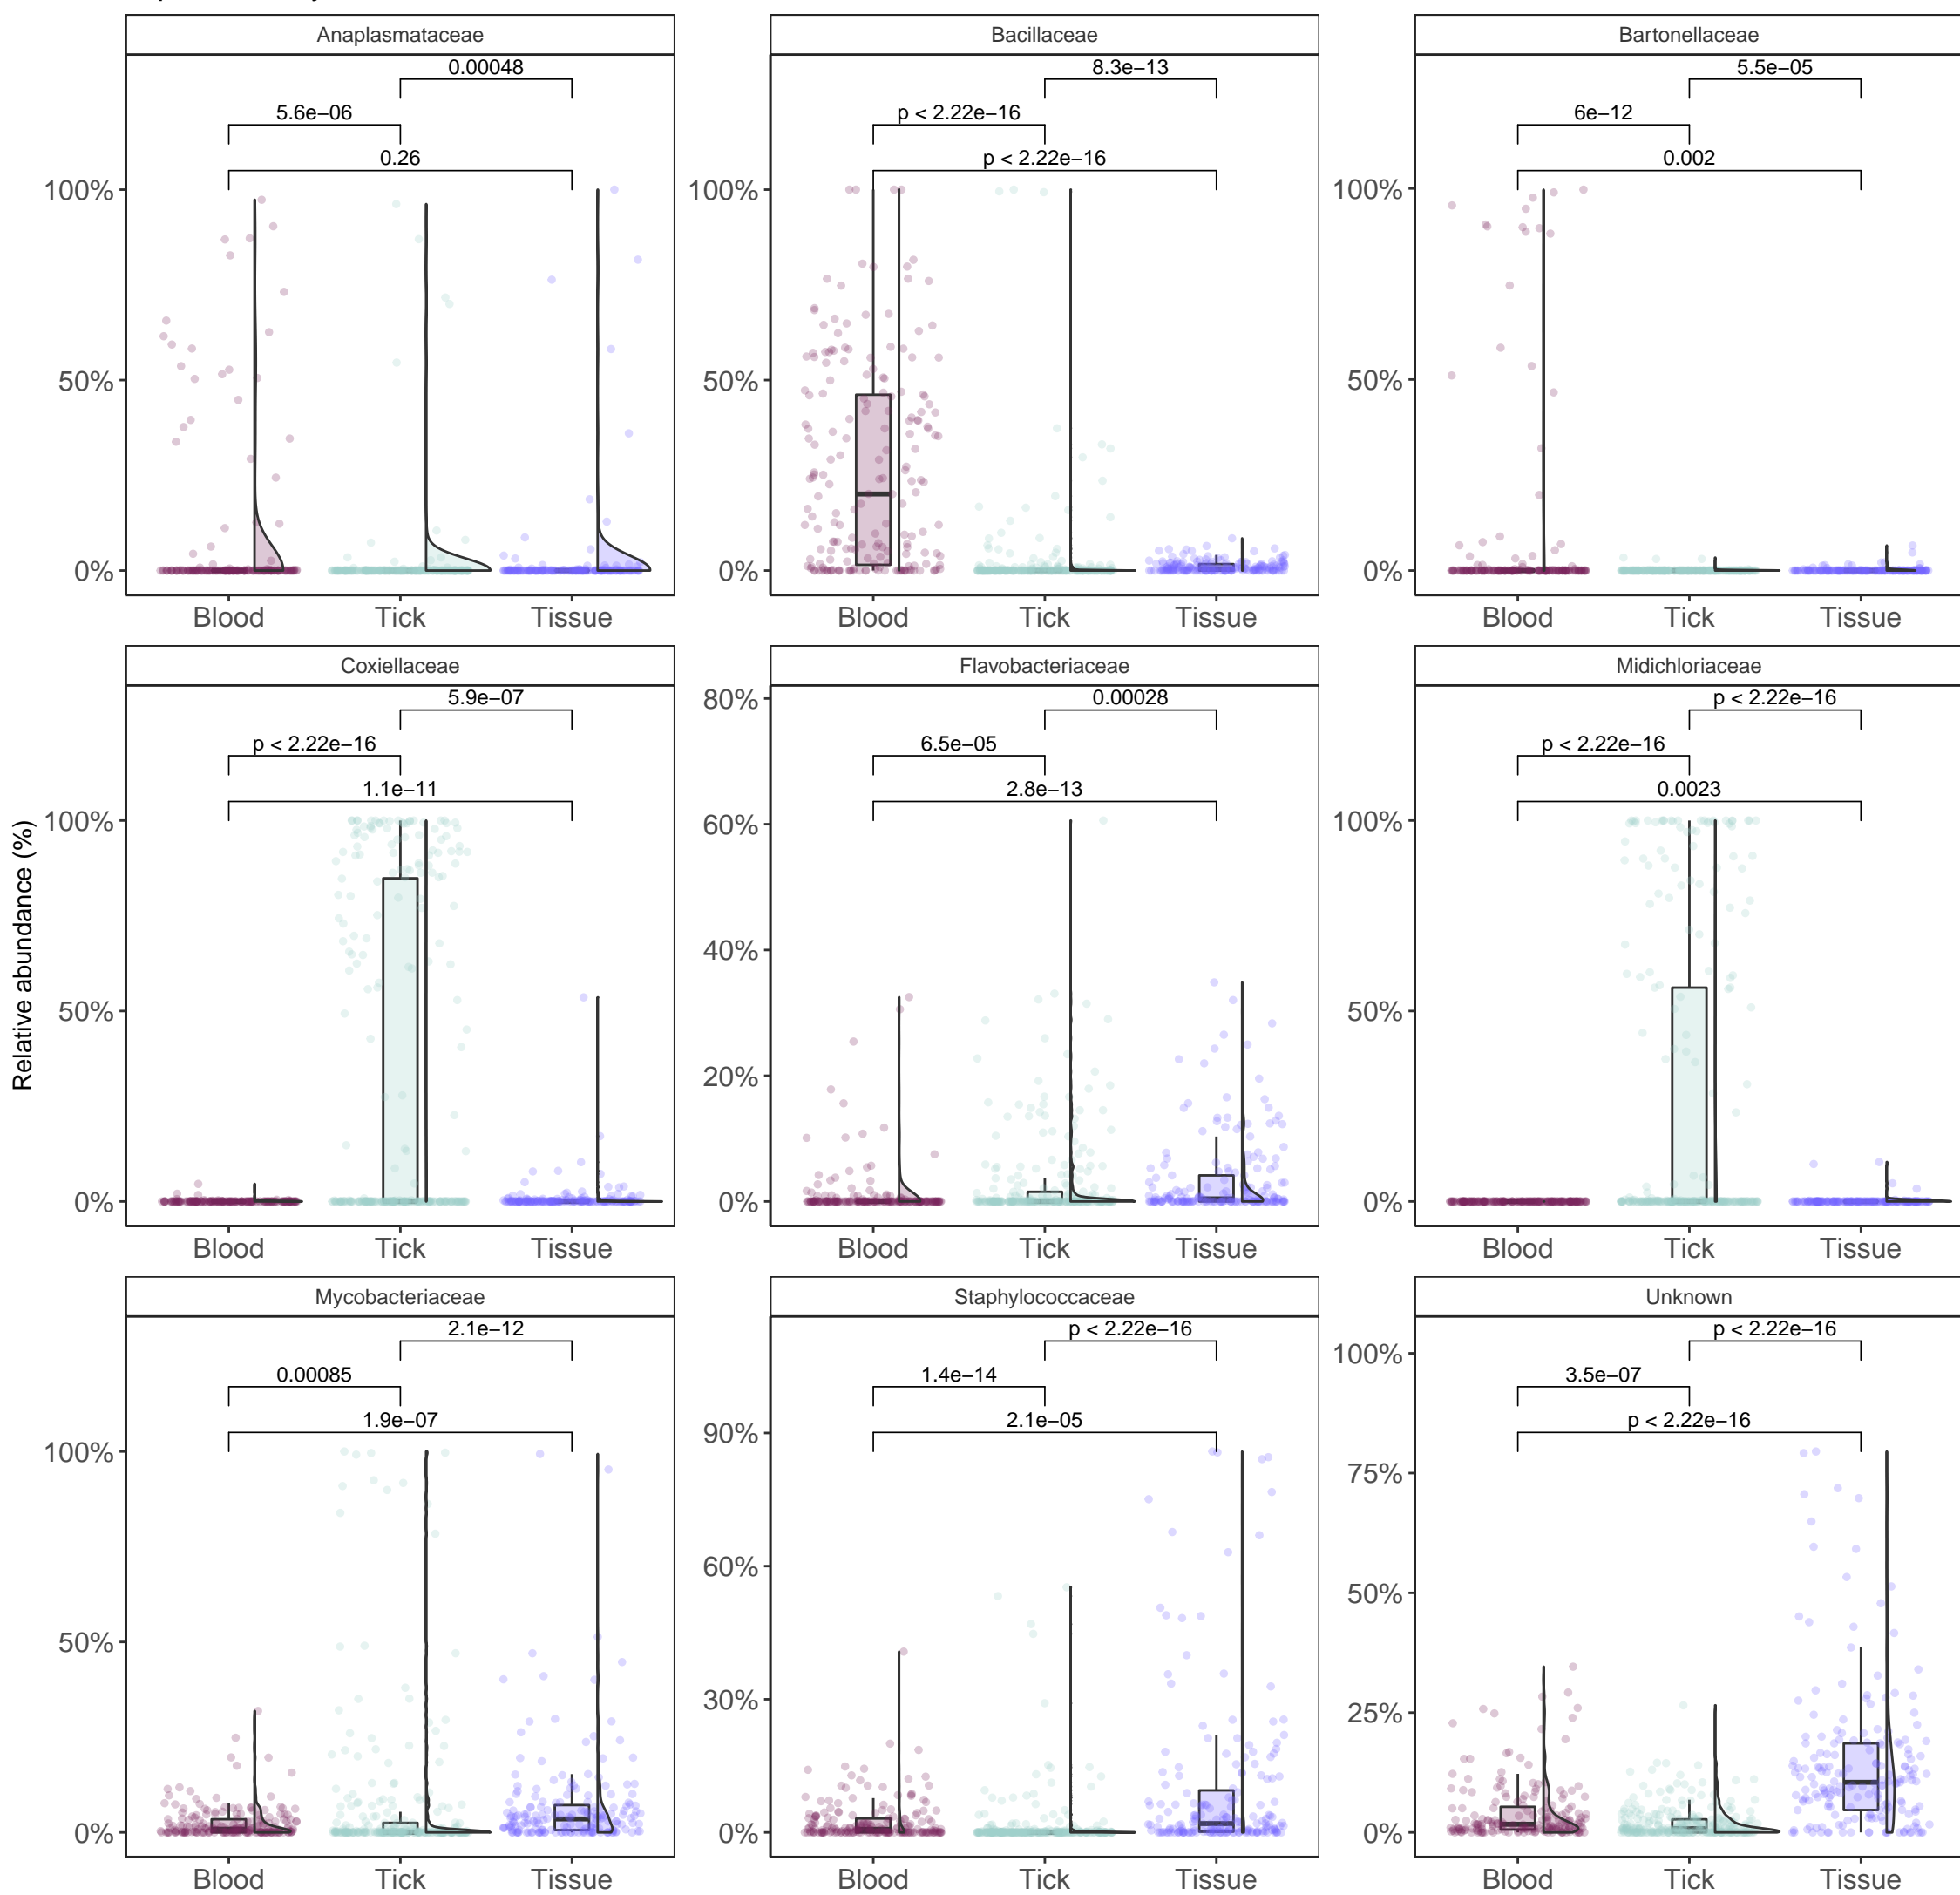 Anaplasmataceae Bacillaceae Bartonellaceae
0.00048 8.3e−13 5.5e−05
5.6e−06 p < 2.22e−16 6e−12
0.26 p < 2.22e−16 0.002
100% 100% 100%
50% 50% 50%
0% 0% 0%
Blood Tick Tissue Blood Tick Tissue Blood Tick Tissue
Coxiellaceae Flavobacteriaceae Midichloriaceae
5.9e−07 80% 0.00028 p < 2.22e−16
p < 2.22e−16 6.5e−05 p < 2.22e−16
1.1e−11 2.8e−13 0.0023
100% 60% 100%
Relative abundance (%)
50% 40% 50%
20%
0% 0% 0%
Blood Tick Tissue Blood Tick Tissue Blood Tick Tissue
Mycobacteriaceae Staphylococcaceae Unknown
2.1e−12 p < 2.22e−16 100% p < 2.22e−16
0.00085 1.4e−14 3.5e−07
1.9e−07 2.1e−05 p < 2.22e−16
100% 90% 75%
50% 60% 50%
30% 25%
0% 0% 0%
Blood Tick Tissue Blood Tick Tissue Blood Tick Tissue